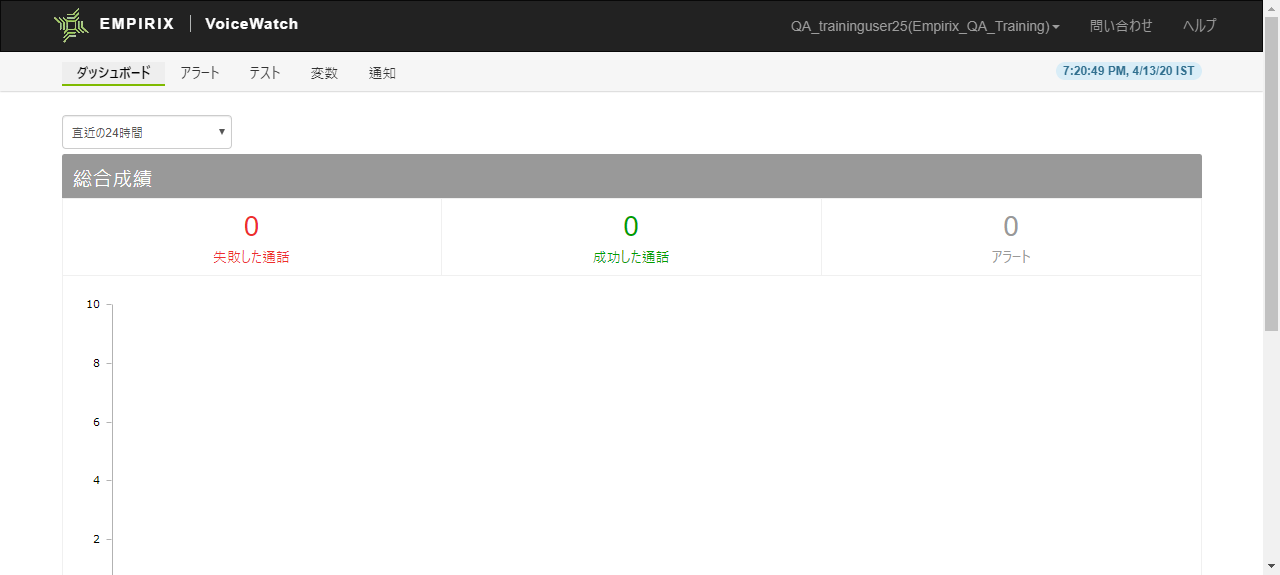 EMPIRIX | VoiceWatch
QA_traininguser25(Empirix_QA_Training) 問い合わせ ヘルプ
ダッシュボード アラート テスト 変数 通知
7:20:49 PM, 4/13/20 IST
直近の24時間
総合成績
0
失敗した通話
0
成功した通話
0
アラート
10
8
6
4
2